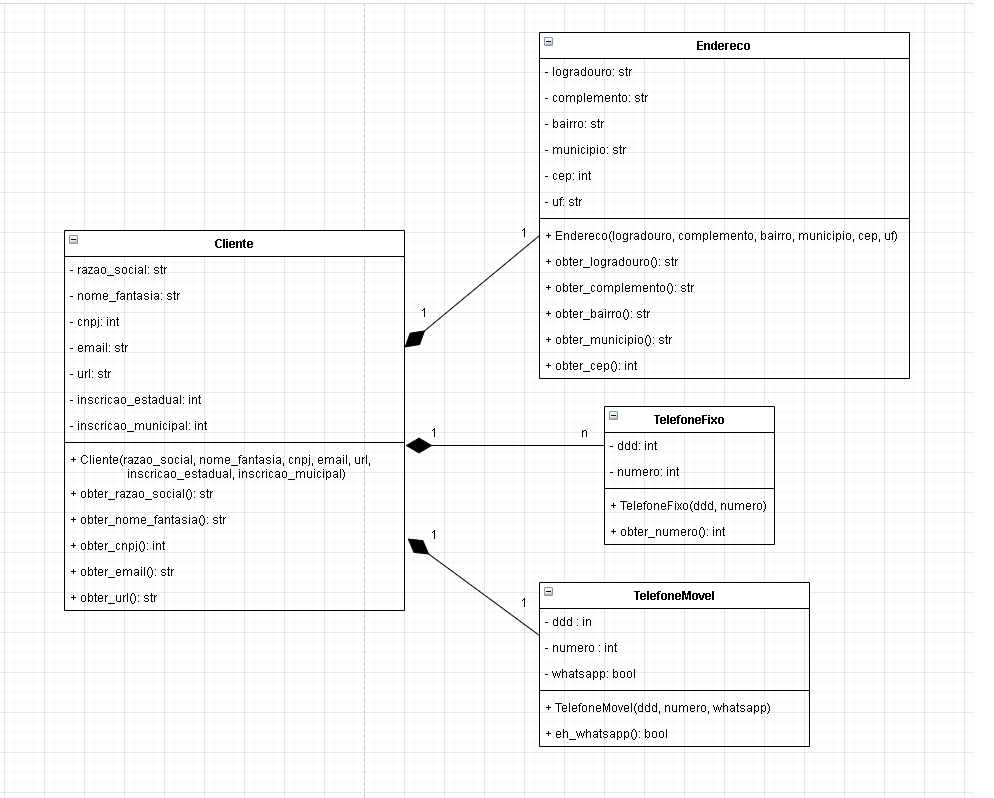 Endereco
- logradouro: str
- complemento: str
- bairro: str
- municipio: str
- cep: int
- uf: str
+ Endereco(logradouro, complemento, bairro, municipio, cep, uf)
+ obter_logradouro(): str
+ obter_complemento(): str
+ obter_bairro(): str
+ obter_municipio(): str
+ obter_cep(): int
Cliente
- razao_social: str
- nome_fantasia: str
- cnpj: int
- email: str
- url: str
- inscricao_estadual: int
- inscricao_municipal: int
+ Cliente(razao_social, nome_fantasia, cnpj, email, url,
inscricao_estadual, inscricao_muicipal)
+ obter_razao_social(): str
+ obter_nome_fantasia(): str
+ obter_cnpj(): int
+ obter_email(): str
+ obter_url(): str
1
1
1
n
TelefoneFixo
- ddd: int
- numero: int
+ TelefoneFixo(ddd, numero)
+ obter_numero(): int
1
1
TelefoneMovel
- ddd : in
- numero : int
- whatsapp: bool
+ TelefoneMovel(ddd, numero, whatsapp)
+ eh_whatsapp(): bool